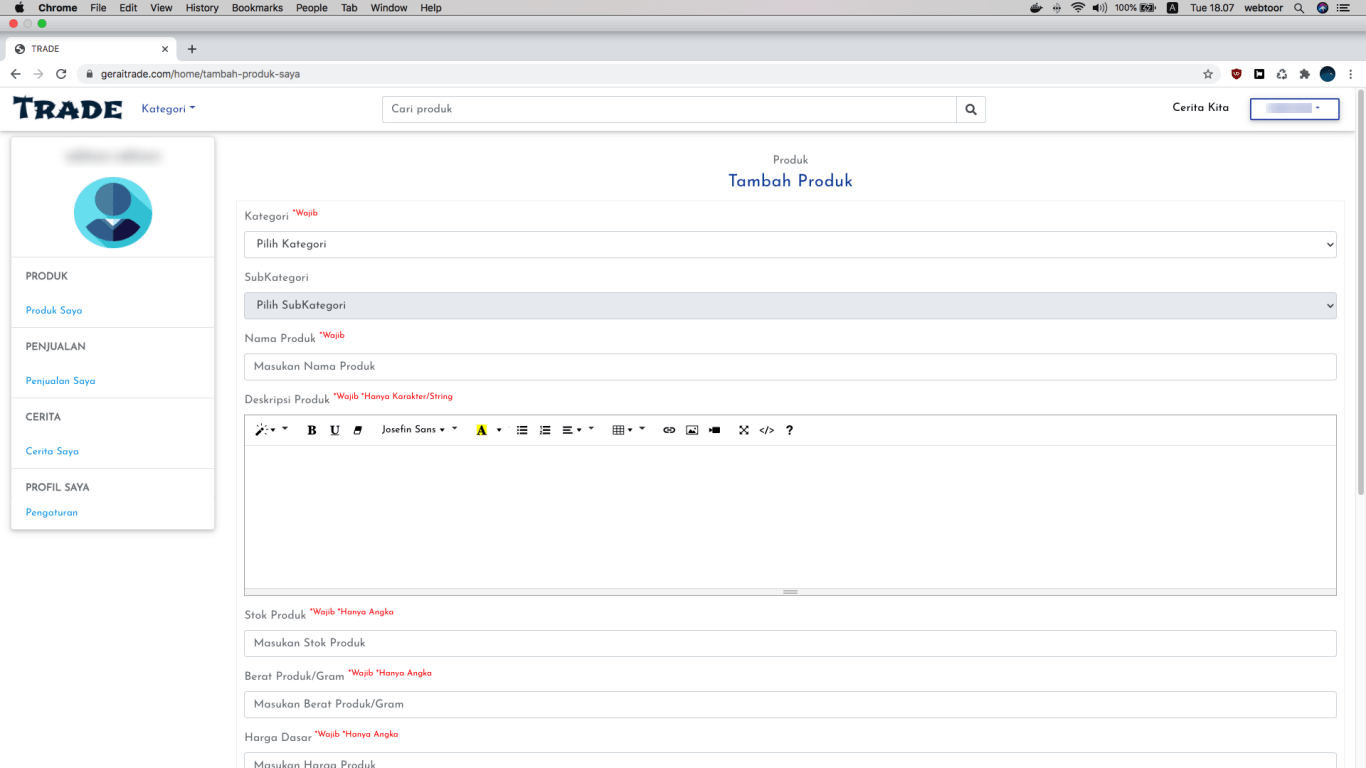 Chrome File Edit View History Bookmarks People Tab Window Help 100% A Tue 18.07 webtoor
TRADE
geraitrade.com/home/tambah-produk-saya
TRADE Kategori Cari produk Cerita Kita
PRODUK
Produk Saya
PENJUALAN
Penjualan Saya
CERITA
Cerita Saya
PROFIL SAYA
Pengaturan
Produk
Tambah Produk
Kategori *Wajib
Pilih Kategori
SubKategori
Pilih SubKategori
Nama Produk *Wajib
Masukan Nama Produk
Deskripsi Produk *Wajib *Hanya Karakter/String
B U Josefin Sans A </> ?
Stok Produk *Wajib *Hanya Angka
Masukan Stok Produk
Berat Produk/Gram *Wajib *Hanya Angka
Masukan Berat Produk/Gram
Harga Dasar *Wajib *Hanya Angka
Masukan Harga Produk